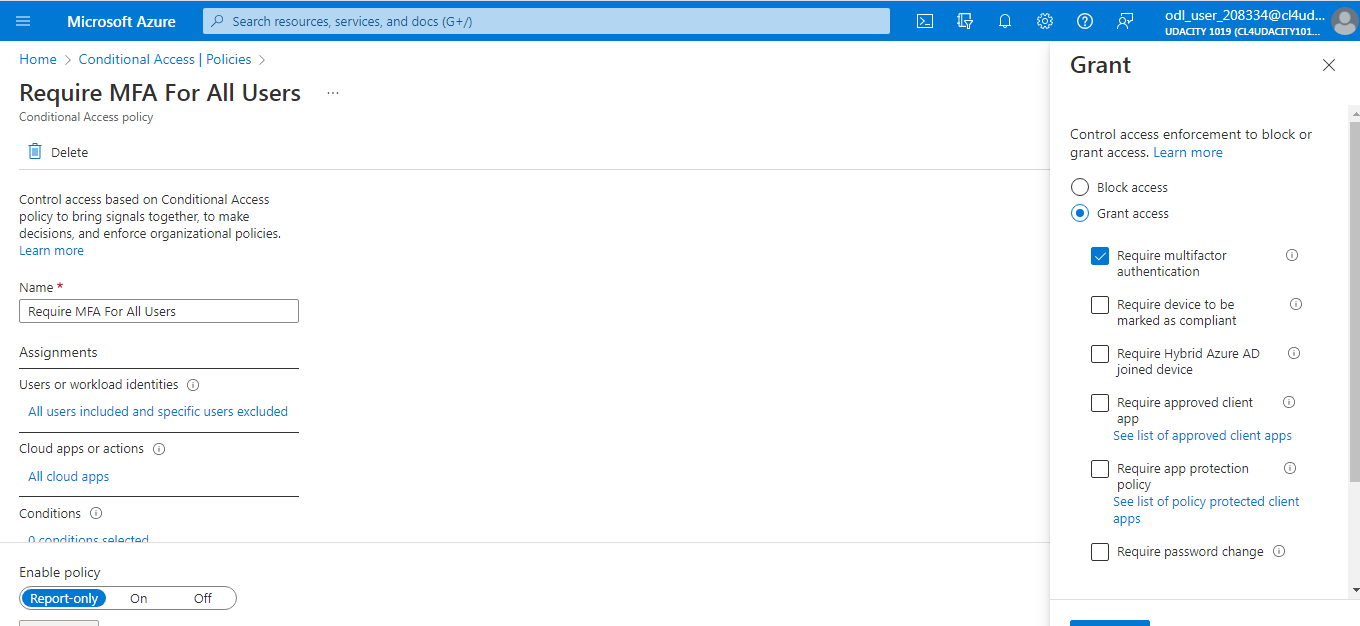 Microsoft Azure
Search resources, services, and docs (G+/)
odl_user_208334@cl4ud...
UDACITY 1019 (CL4UDACITY101...
Home > Conditional Access | Policies >
Require MFA For All Users ...
Conditional Access policy
Delete
Control access based on Conditional Access
policy to bring signals together, to make
decisions, and enforce organizational policies.
Learn more
Name *
Require MFA For All Users
Assignments
Users or workload identities
All users included and specific users excluded
Cloud apps or actions
All cloud apps
Conditions
0 conditions selected
Enable policy
Report-only On Off
Grant
Control access enforcement to block or
grant access. Learn more
Block access
Grant access
Require multifactor
authentication
Require device to be
marked as compliant
Require Hybrid Azure AD
joined device
Require approved client
app
See list of approved client apps
Require app protection
policy
See list of policy protected client
apps
Require password change